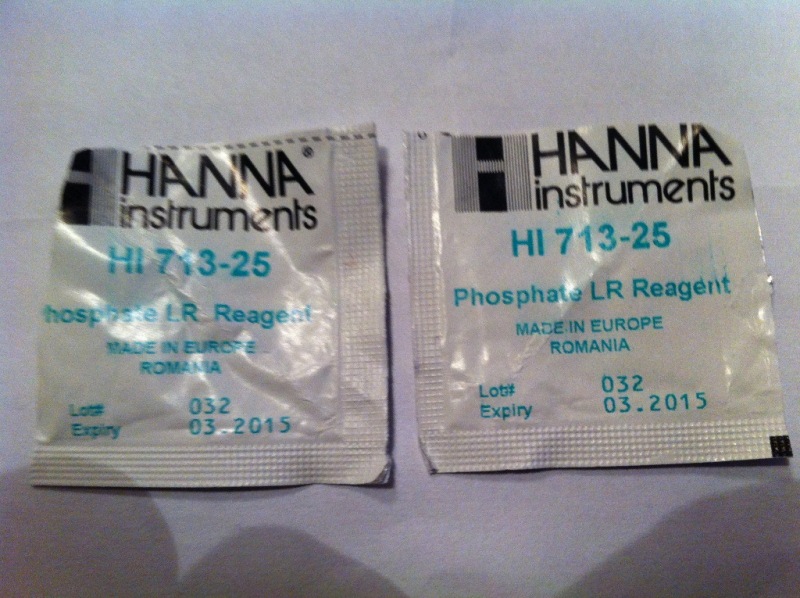 HANNA®
instruments
HI 713-25
hosphate LR Reagent
MADE IN EUROPE
ROMANIA
Lot# 032
Expiry 03.2015
HANNA
instruments
HI 713-25
Phosphate LR Reagent
MADE IN EUROPE
ROMANIA
Lot# 032
Expiry 03.2015